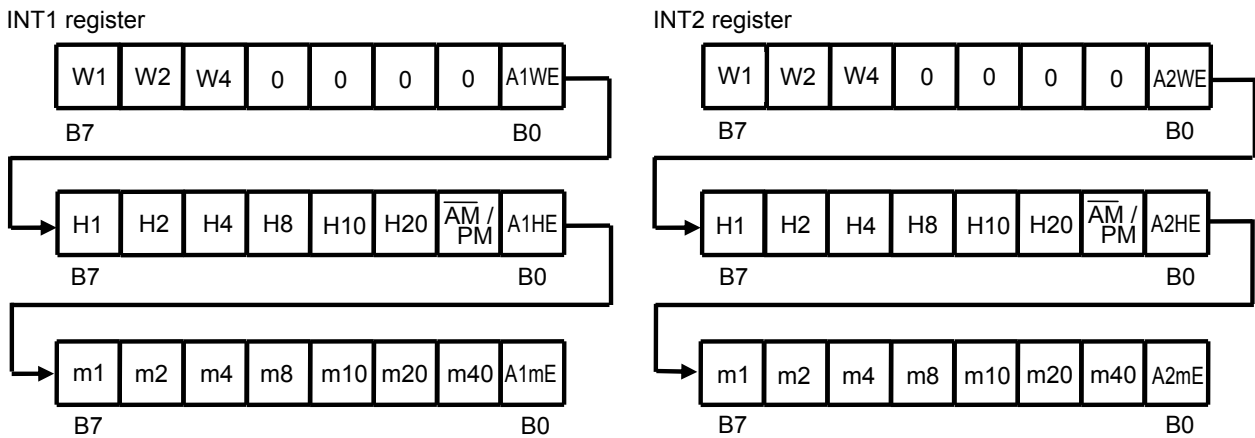 INT1 register
W1 W2 W4 0 0 0 0 A1WE
B7 B0
H1 H2 H4 H8 H10 H20 AM / PM A1HE
B7 B0
m1 m2 m4 m8 m10 m20 m40 A1mE
B7 B0
INT2 register
W1 W2 W4 0 0 0 0 A2WE
B7 B0
H1 H2 H4 H8 H10 H20 AM / PM A2HE
B7 B0
m1 m2 m4 m8 m10 m20 m40 A2mE
B7 B0